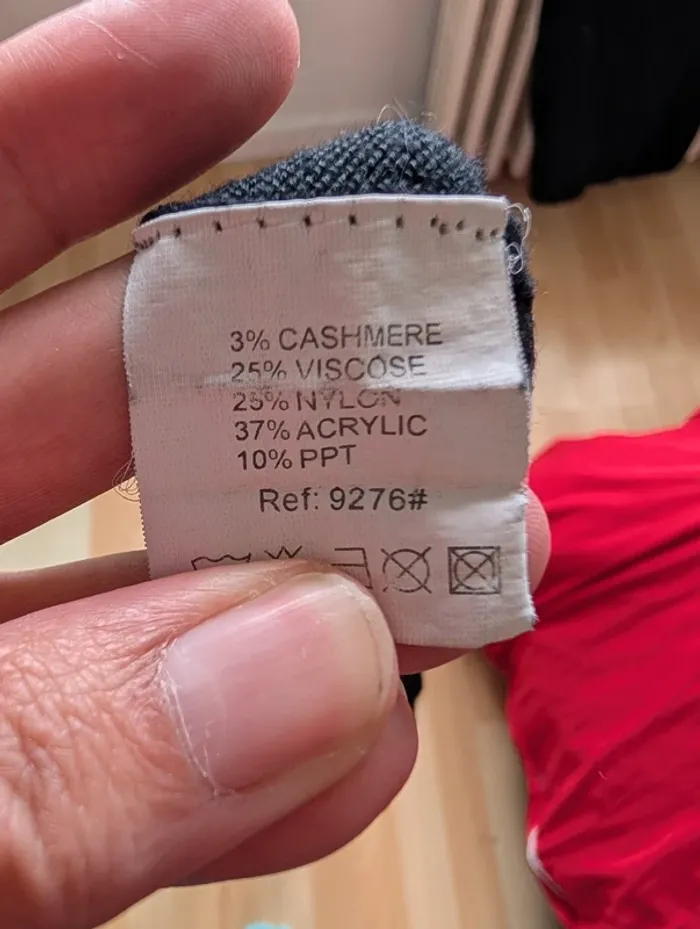 3% CASHMERE
25% VISCOSE
25% NYLON
37% ACRYLIC
10% PPT
Ref: 9276#